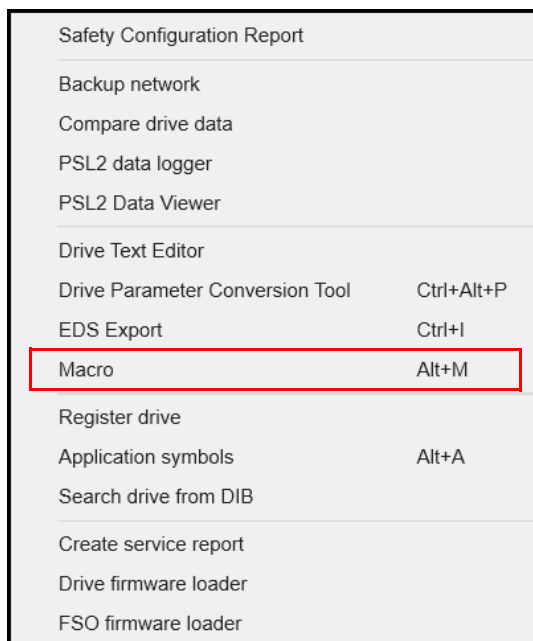 Safety Configuration Report
Backup network
Compare drive data
PSL2 data logger
PSL2 Data Viewer
Drive Text Editor
Drive Parameter Conversion Tool Ctrl+Alt+P
EDS Export Ctrl+I
Macro Alt+M
Register drive
Application symbols Alt+A
Search drive from DIB
Create service report
Drive firmware loader
FSO firmware loader